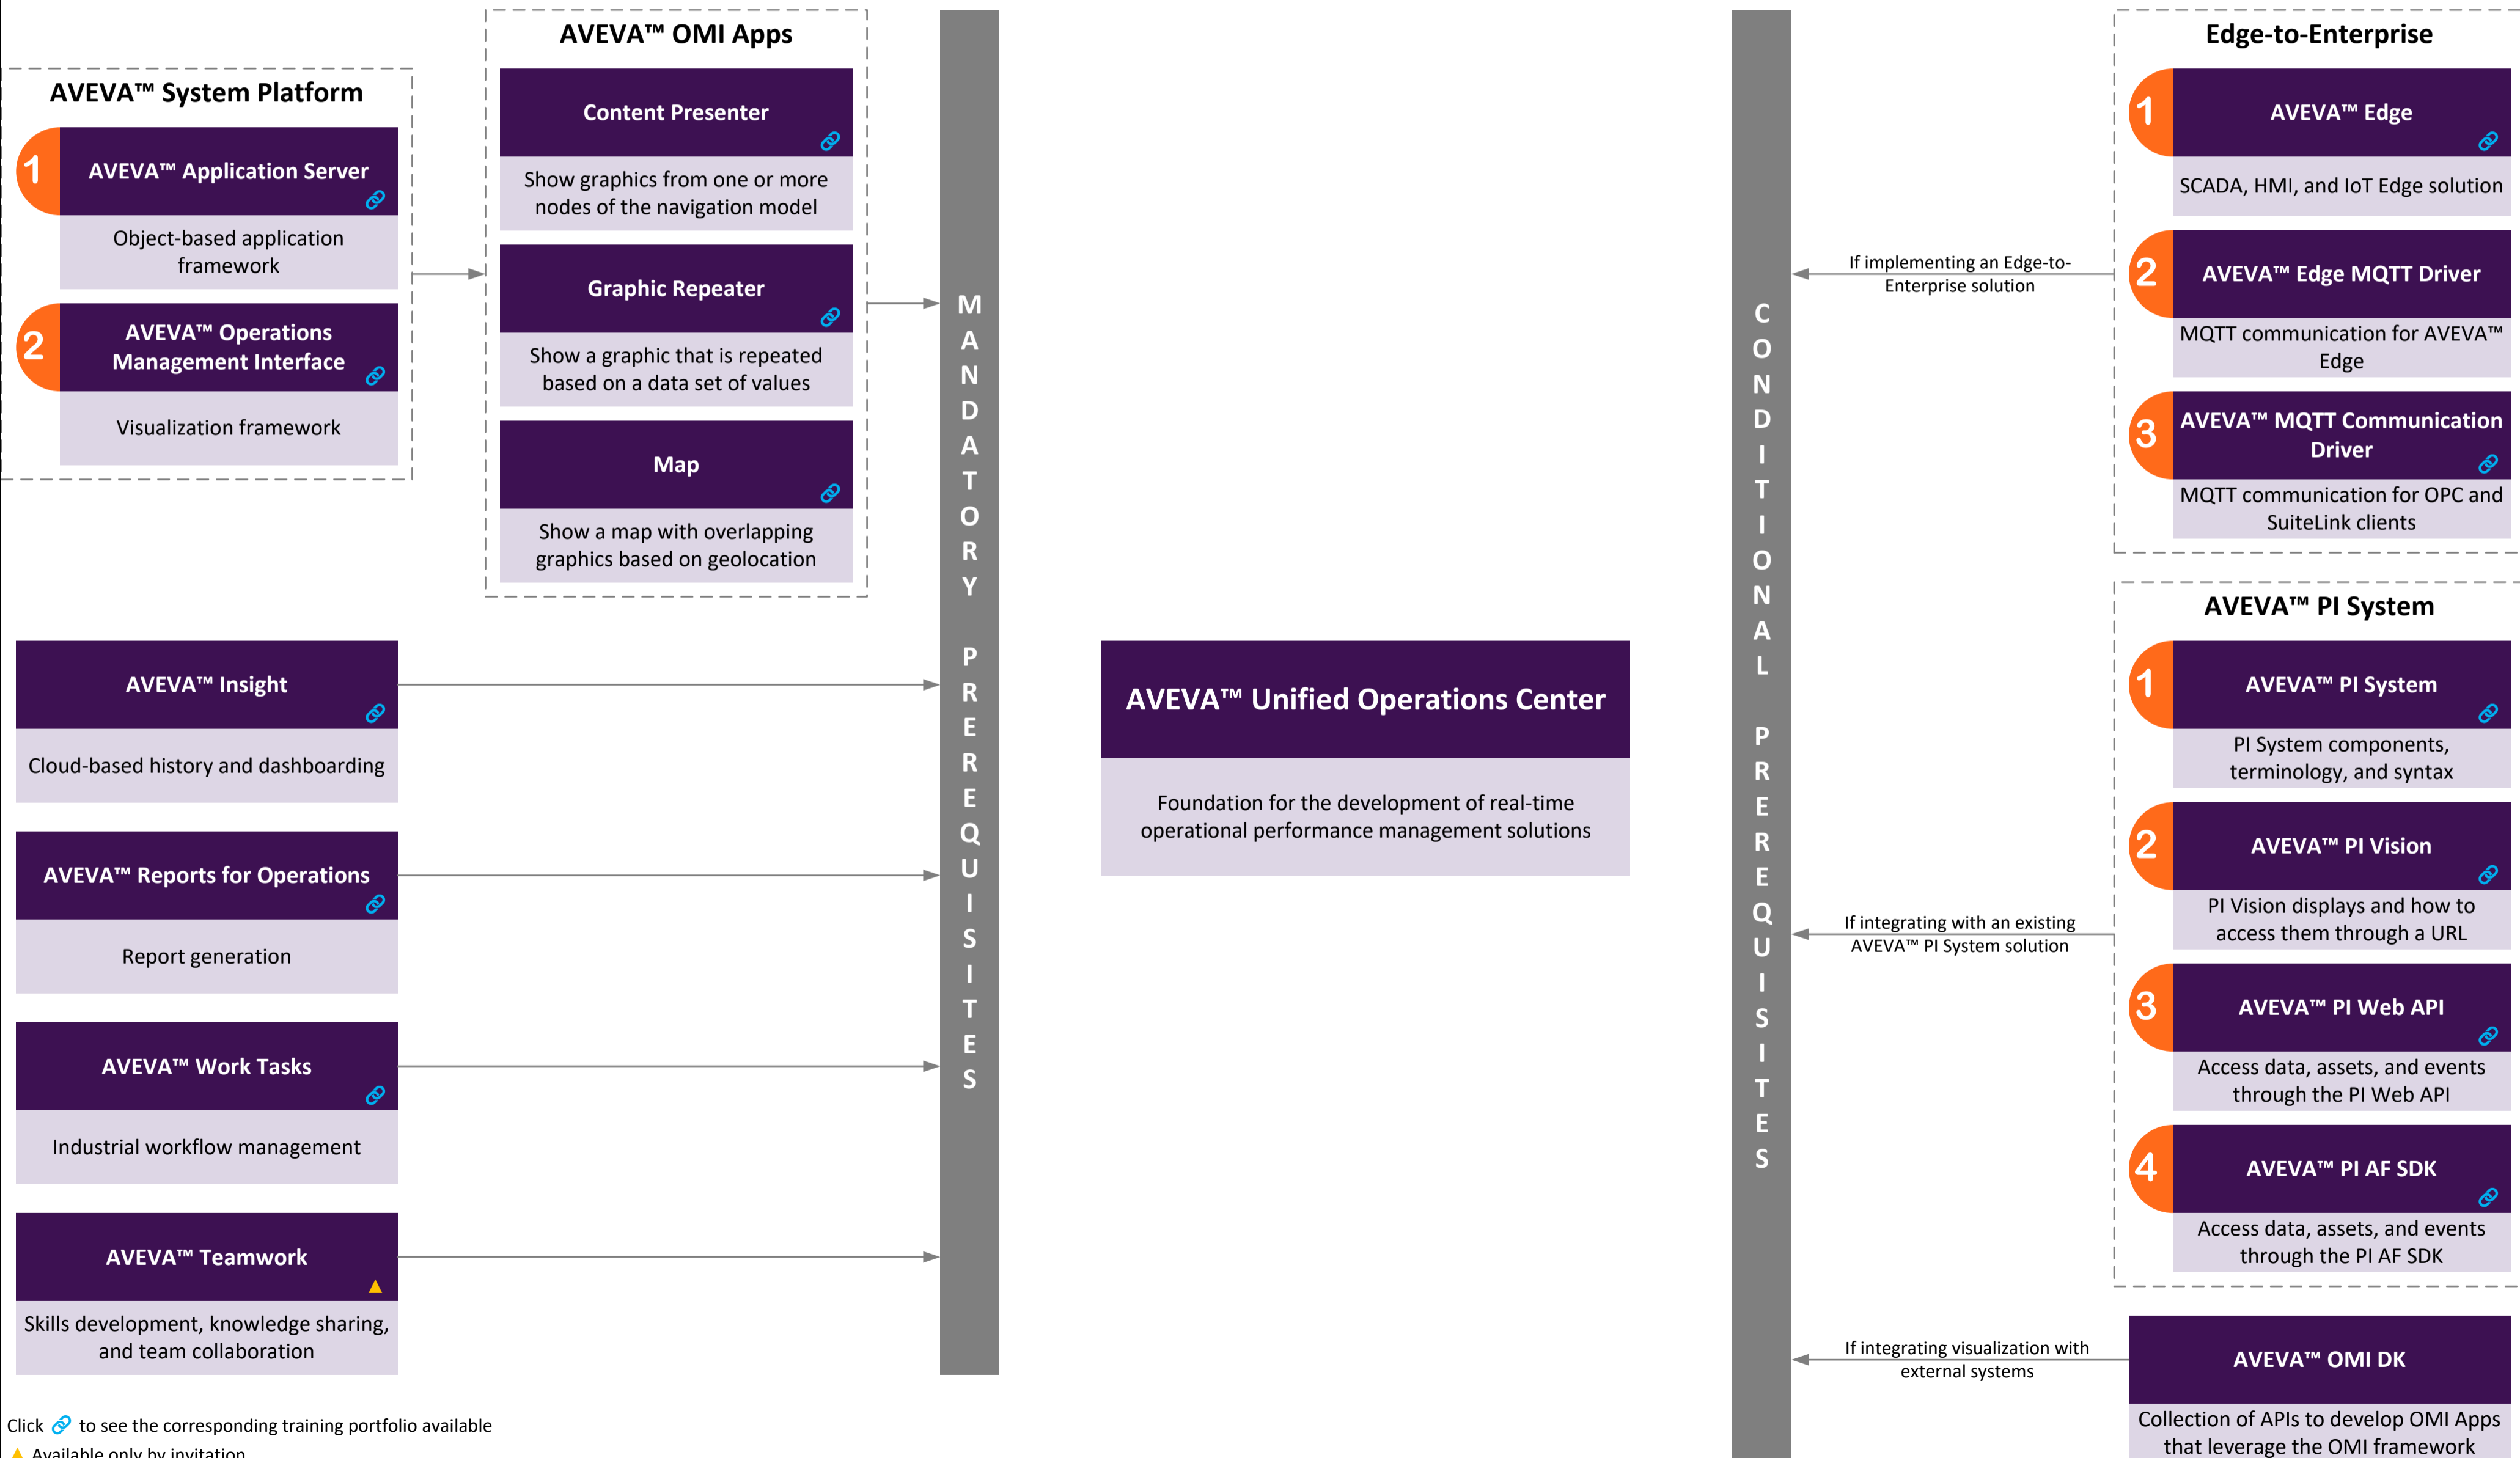 AVEVA™ System Platform
1
AVEVA™ Application Server
Object-based application
framework
2
AVEVA™ Operations
Management Interface
Visualization framework
AVEVA™ OMI Apps
Content Presenter
Show graphics from one or more
nodes of the navigation model
Graphic Repeater
Show a graphic that is repeated
based on a data set of values
Map
Show a map with overlapping
graphics based on geolocation
AVEVA™ Insight
Cloud-based history and dashboarding
AVEVA™ Reports for Operations
Report generation
AVEVA™ Work Tasks
Industrial workflow management
AVEVA™ Teamwork
Skills development, knowledge sharing,
and team collaboration
MANDATORY PREREQUISITES
AVEVA™ Unified Operations Center
Foundation for the development of real-time
operational performance management solutions
CONDITIONAL PREREQUISITES
If implementing an Edge-to-
Enterprise solution
Edge-to-Enterprise
1
AVEVA™ Edge
SCADA, HMI, and IoT Edge solution
2
AVEVA™ Edge MQTT Driver
MQTT communication for AVEVA™
Edge
3
AVEVA™ MQTT Communication
Driver
MQTT communication for OPC and
SuiteLink clients
If integrating with an existing
AVEVA™ PI System solution
AVEVA™ PI System
1
AVEVA™ PI System
PI System components,
terminology, and syntax
2
AVEVA™ PI Vision
PI Vision displays and how to
access them through a URL
3
AVEVA™ PI Web API
Access data, assets, and events
through the PI Web API
4
AVEVA™ PI AF SDK
Access data, assets, and events
through the PI AF SDK
If integrating visualization with
external systems
AVEVA™ OMI DK
Collection of APIs to develop OMI Apps
that leverage the OMI framework
Click to see the corresponding training portfolio available
▲ Available only by invitation